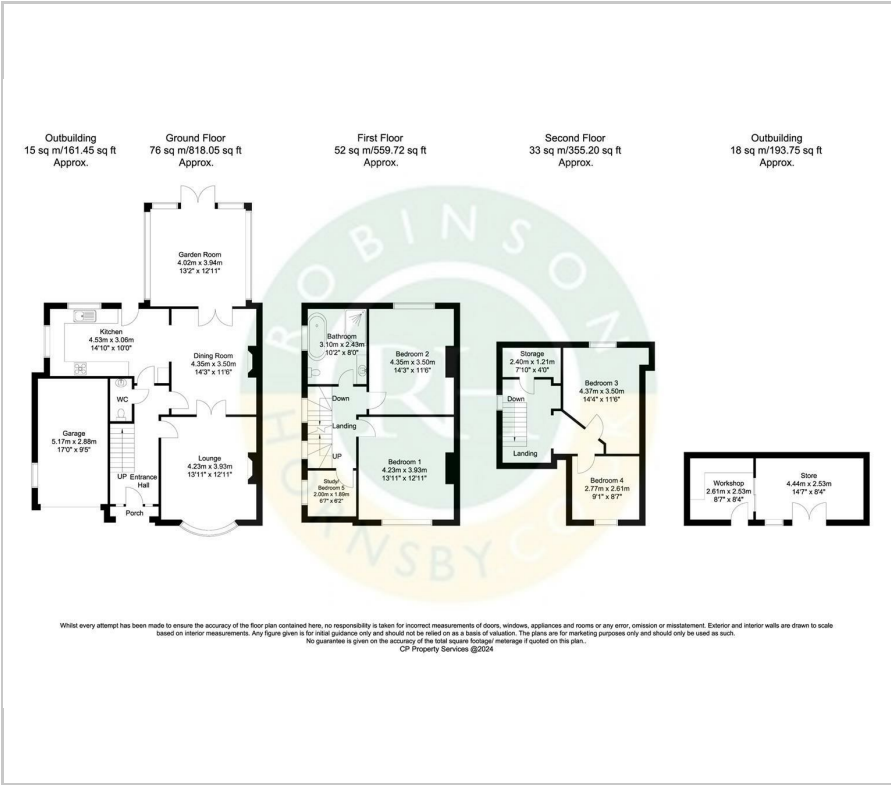 Outbuilding
15 sq m/161.45 sq ft
Approx.
Ground Floor
76 sq m/818.05 sq ft
Approx.
First Floor
52 sq m/559.72 sq ft
Approx.
Second Floor
33 sq m/355.20 sq ft
Approx.
Outbuilding
18 sq m/193.75 sq ft
Approx.
Garden Room
4.02m x 3.94m
13'2" x 12'11"
Kitchen
4.53m x 3.06m
14'10" x 10'0"
Dining Room
4.35m x 3.50m
14'3" x 11'6"
WC
Garage
5.17m x 2.88m
17'0" x 9'5"
Lounge
4.23m x 3.93m
13'11" x 12'11"
UP
Entrance
Hall
Porch
Bathroom
3.10m x 2.43m
10'2" x 8'0"
Bedroom 2
4.35m x 3.50m
14'3" x 11'6"
Down
Landing
UP
Bedroom 1
4.23m x 3.93m
13'11" x 12'11"
Study/
Bedroom 5
2.00m x 1.89m
6'7" x 6'2"
Storage
2.40m x 1.21m
7'10" x 4'0"
Down
Bedroom 3
4.37m x 3.50m
14'4" x 11'6"
Landing
Bedroom 4
2.77m x 2.61m
9'1" x 8'7"
Workshop
2.61m x 2.53m
8'7" x 8'4"
Store
4.44m x 2.53m
14'7" x 8'4"
ROBINSON
RH
HORNSBY.CO
Whilst every attempt has been made to ensure the accuracy of the floor plan contained here, no responsibility is taken for incorrect measurements of doors, windows, appliances and rooms or any error, omission or misstatement. Exterior and interior walls are drawn to scale
based on interior measurements. Any figure given is for initial guidance only and should not be relied on as a basis of valuation. The plans are for marketing purposes only and should only be used as such.
No guarantee is given on the accuracy of the total square footage/ meterage if quoted on this plan..
CP Property Services @2024